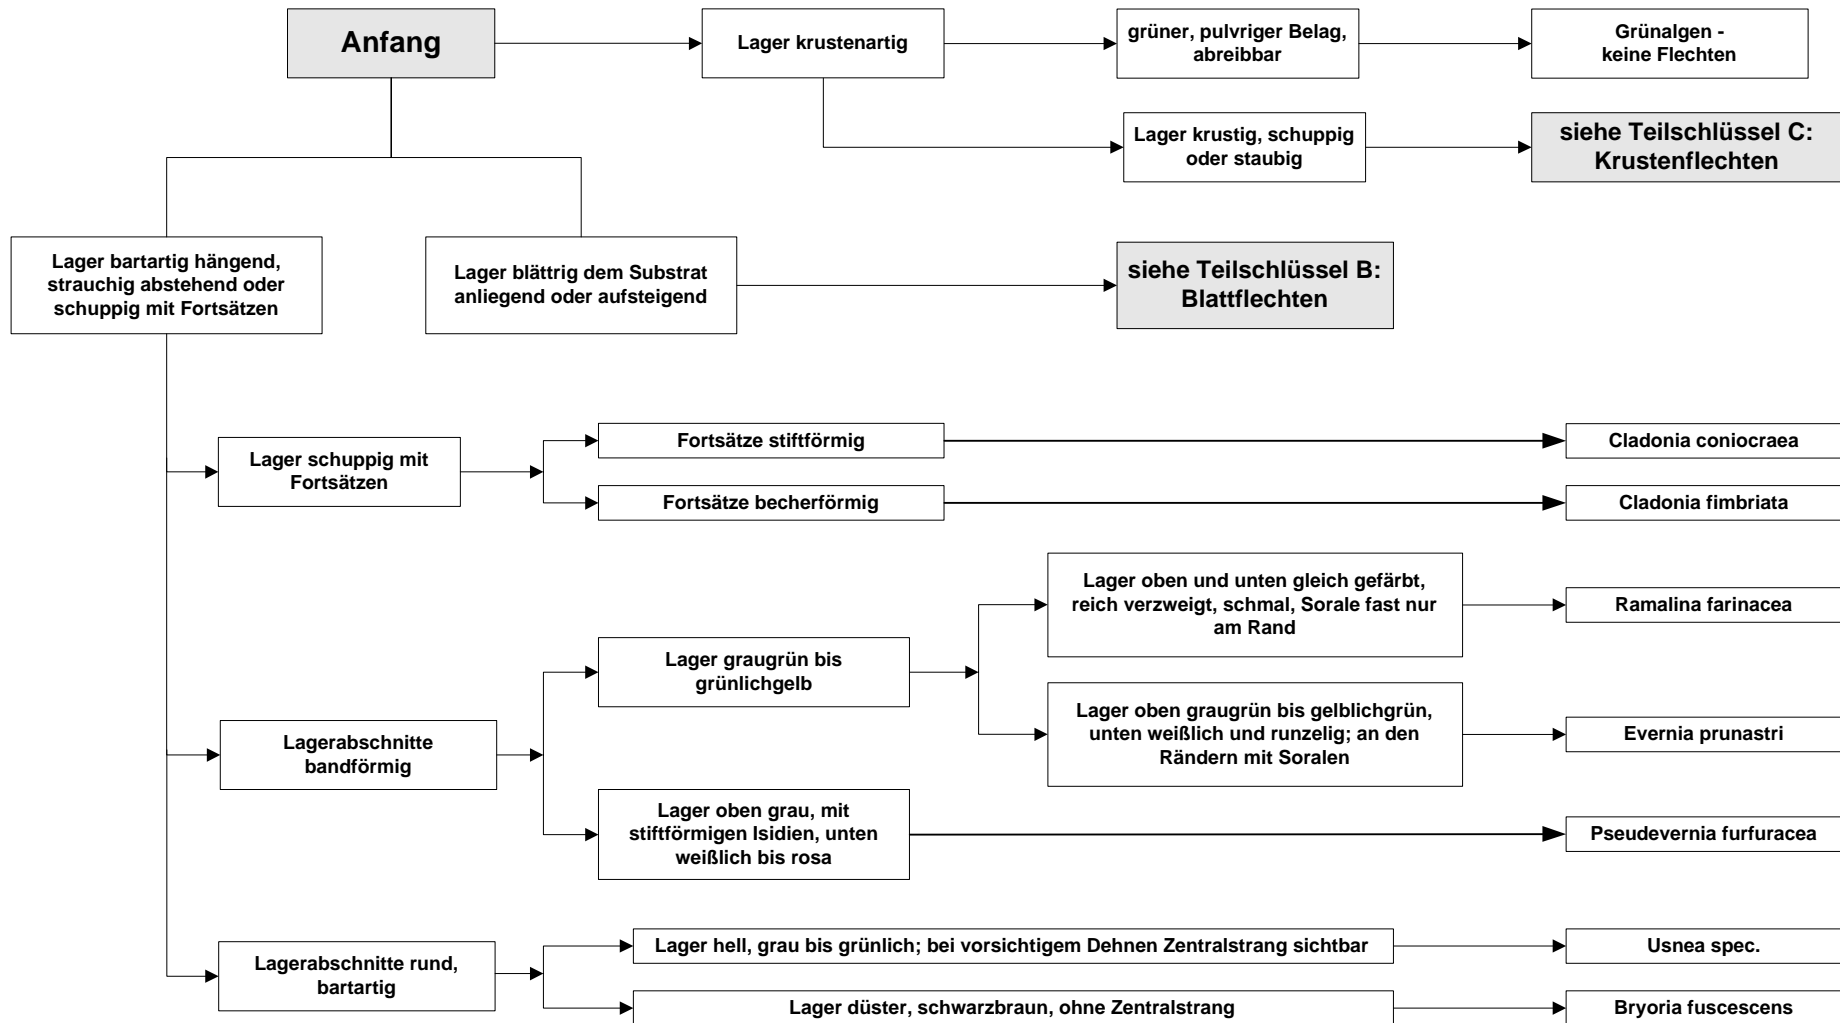 Anfang
Lager krustenartig
grüner, pulvriger Belag,
abreibbar
Grünalgen -
keine Flechten
Lager krustig, schuppig
oder staubig
siehe Teilschlüssel C:
Krustenflechten
Lager bartartig hängend,
strauchig abstehend oder
schuppig mit Fortsätzen
Lager blättrig dem Substrat
anliegend oder aufsteigend
siehe Teilschlüssel B:
Blattflechten
Lager schuppig mit
Fortsätzen
Fortsätze stiftförmig
Cladonia coniocraea
Fortsätze becherförmig
Cladonia fimbriata
Lagerabschnitte
bandförmig
Lager graugrün bis
grünlichgelb
Lager oben und unten gleich gefärbt,
reich verzweigt, schmal, Sorale fast nur
am Rand
Ramalina farinacea
Lager oben graugrün bis gelblichgrün,
unten weißlich und runzelig; an den
Rändern mit Soralen
Evernia prunastri
Lager oben grau, mit
stiftförmigen Isidien, unten
weißlich bis rosa
Pseudevernia furfuracea
Lagerabschnitte rund,
bartartig
Lager hell, grau bis grünlich; bei vorsichtigem Dehnen Zentralstrang sichtbar
Usnea spec.
Lager düster, schwarzbraun, ohne Zentralstrang
Bryoria fuscescens